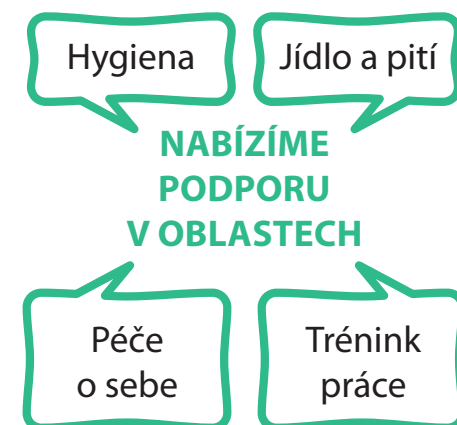 Hygiena
Jídlo a pití
NABÍZÍME
PODPORU
V OBLASTECH
Péče
o sebe
Trénink
práce